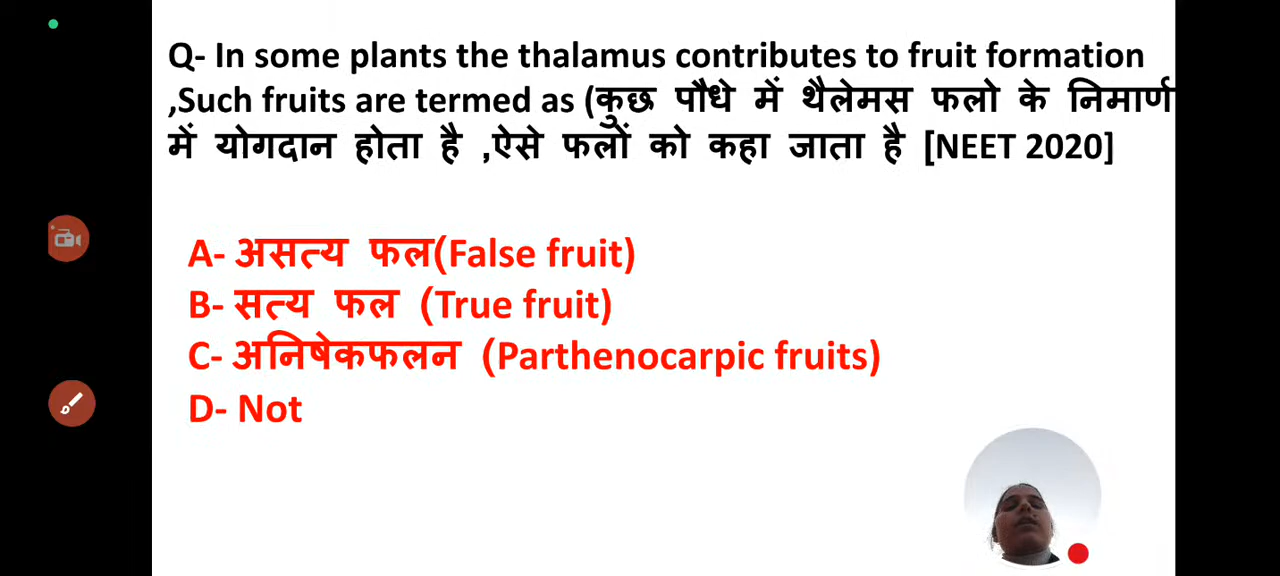 Q- In some plants the thalamus contributes to fruit formation
,Such fruits are termed as (कुछ पौधे में थैलेमस फलो के निमार्ण
में योगदान होता है ,ऐसे फलों को कहा जाता है [NEET 2020]
A- असत्य फल(False fruit)
B- सत्य फल (True fruit)
C- अनिषेकफलन (Parthenocarpic fruits)
D- Not